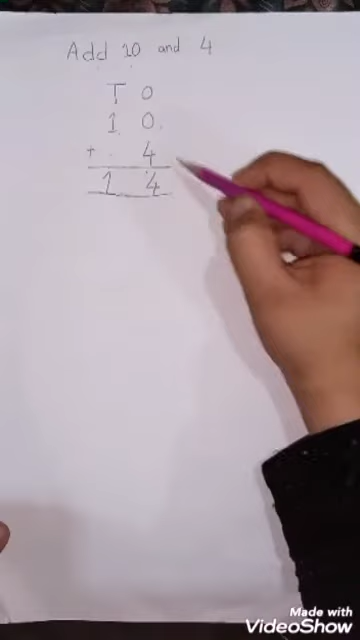 Add 10 and 4
T O
1 0
+ 4
1 4
Made with
VideoShow